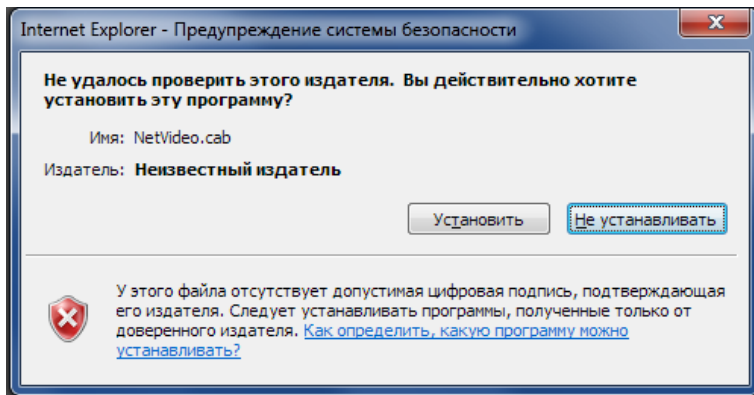 Internet Explorer - Предупреждение системы безопасности
Не удалось проверить этого издателя. Вы действительно хотите
установить эту программу?
Имя: NetVideo.cab
Издатель: Неизвестный издатель
Установить Не устанавливать
У этого файла отсутствует допустимая цифровая подпись, подтверждающая
его издателя. Следует устанавливать программы, полученные только от
доверенного издателя. Как определить, какую программу можно
устанавливать?